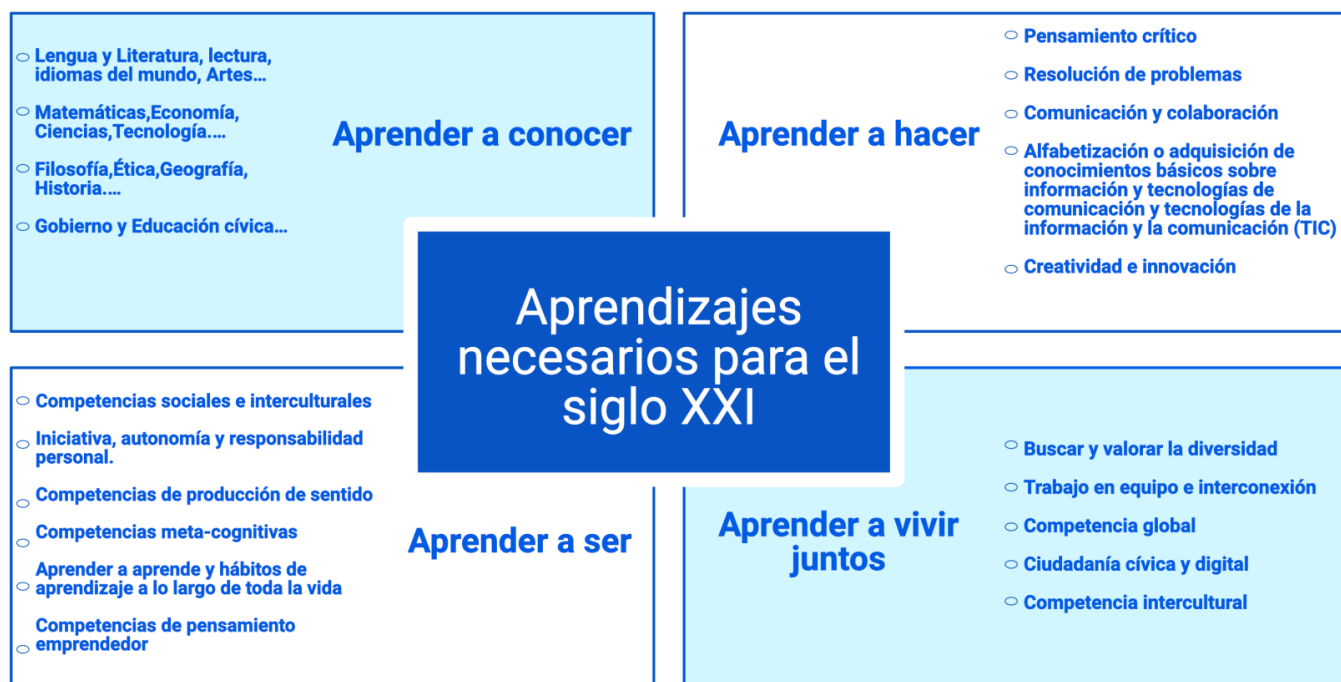 Lengua y Literatura, lectura,
idiomas del mundo, Artes...
Matemáticas,Economía,
Ciencias,Tecnología....
Filosofía,Ética,Geografía,
Historia....
Gobierno y Educación cívica...
Aprender a conocer
Aprender a hacer
Pensamiento crítico
Resolución de problemas
Comunicación y colaboración
Alfabetización o adquisición de
conocimientos básicos sobre
información y tecnologías de
comunicación y tecnologías de la
información y la comunicación (TIC)
Creatividad e innovación
Aprendizajes
necesarios para el
siglo XXI
Competencias sociales e interculturales
Iniciativa, autonomía y responsabilidad
personal.
Competencias de producción de sentido
Competencias meta-cognitivas
Aprender a aprende y hábitos de
aprendizaje a lo largo de toda la vida
Competencias de pensamiento
emprendedor
Aprender a ser
Aprender a vivir
juntos
Buscar y valorar la diversidad
Trabajo en equipo e interconexión
Competencia global
Ciudadanía cívica y digital
Competencia intercultural